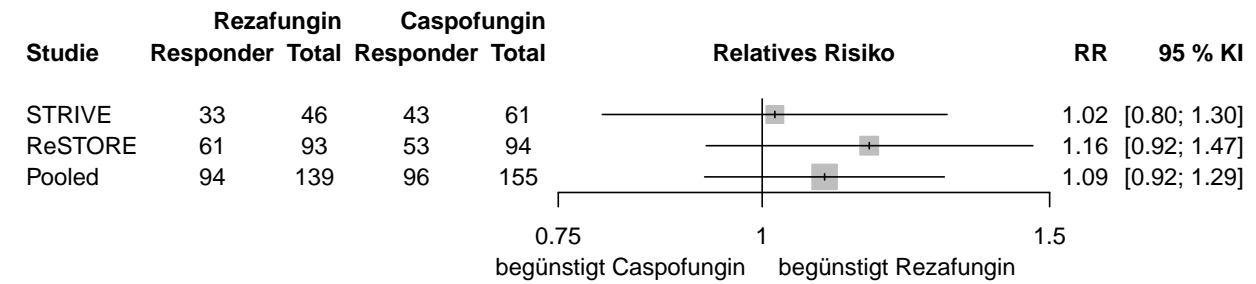 Rezafungin Caspofungin
Studie Responder Total Responder Total Relatives Risiko RR 95 % KI
STRIVE 33 46 43 61 1.02 [0.80; 1.30]
ReSTORE 61 93 53 94 1.16 [0.92; 1.47]
Pooled 94 139 96 155 1.09 [0.92; 1.29]
0.75 1 1.5
begünstigt Caspofungin begünstigt Rezafungin